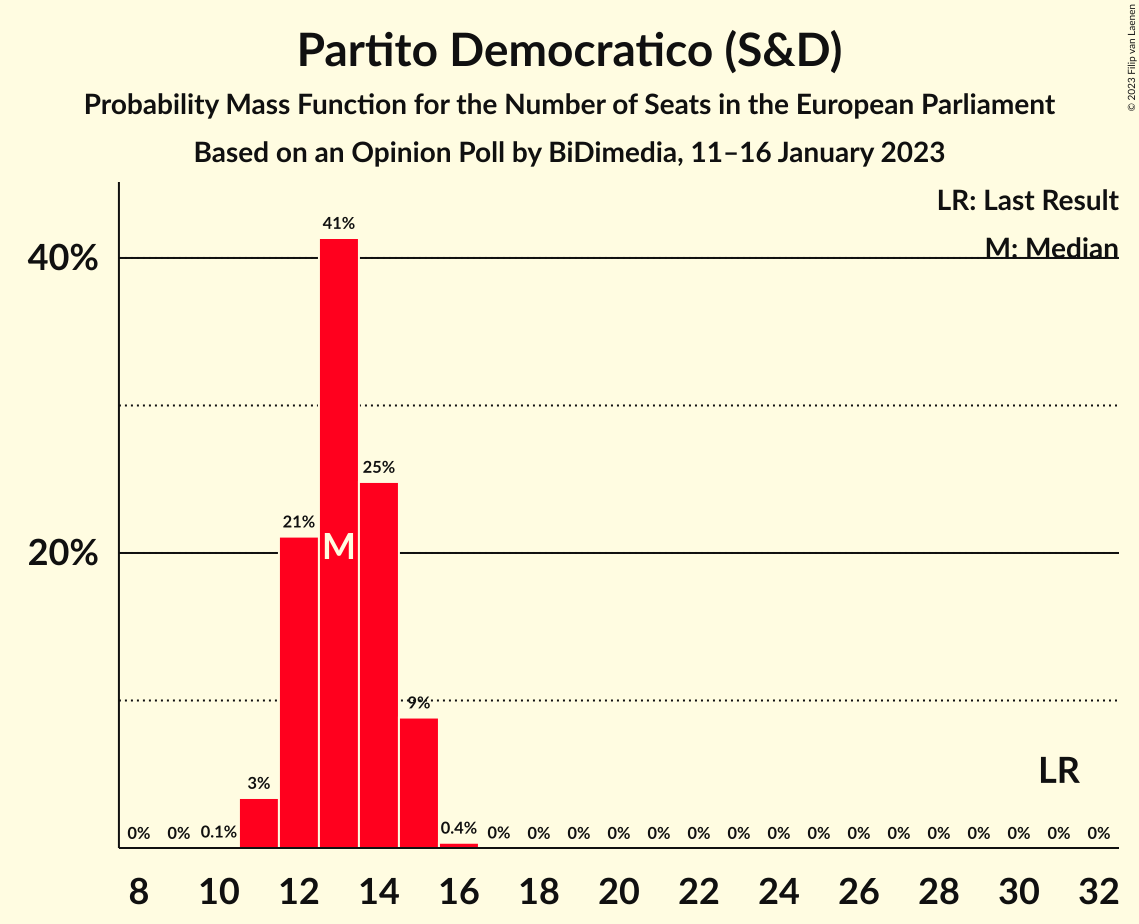 Partito Democratico (S&D)
Probability Mass Function for the Number of Seats in the European Parliament
Based on an Opinion Poll by BiDimedia, 11–16 January 2023
© 2023 Filip van Laenen
LR: Last Result
M: Median
40%
20%
41%
25%
21%
M
9%
3%
LR
0% 0% 0.1% 0.4% 0% 0% 0% 0% 0% 0% 0% 0% 0% 0% 0% 0% 0% 0% 0% 0%
8 10 12 14 16 18 20 22 24 26 28 30 32